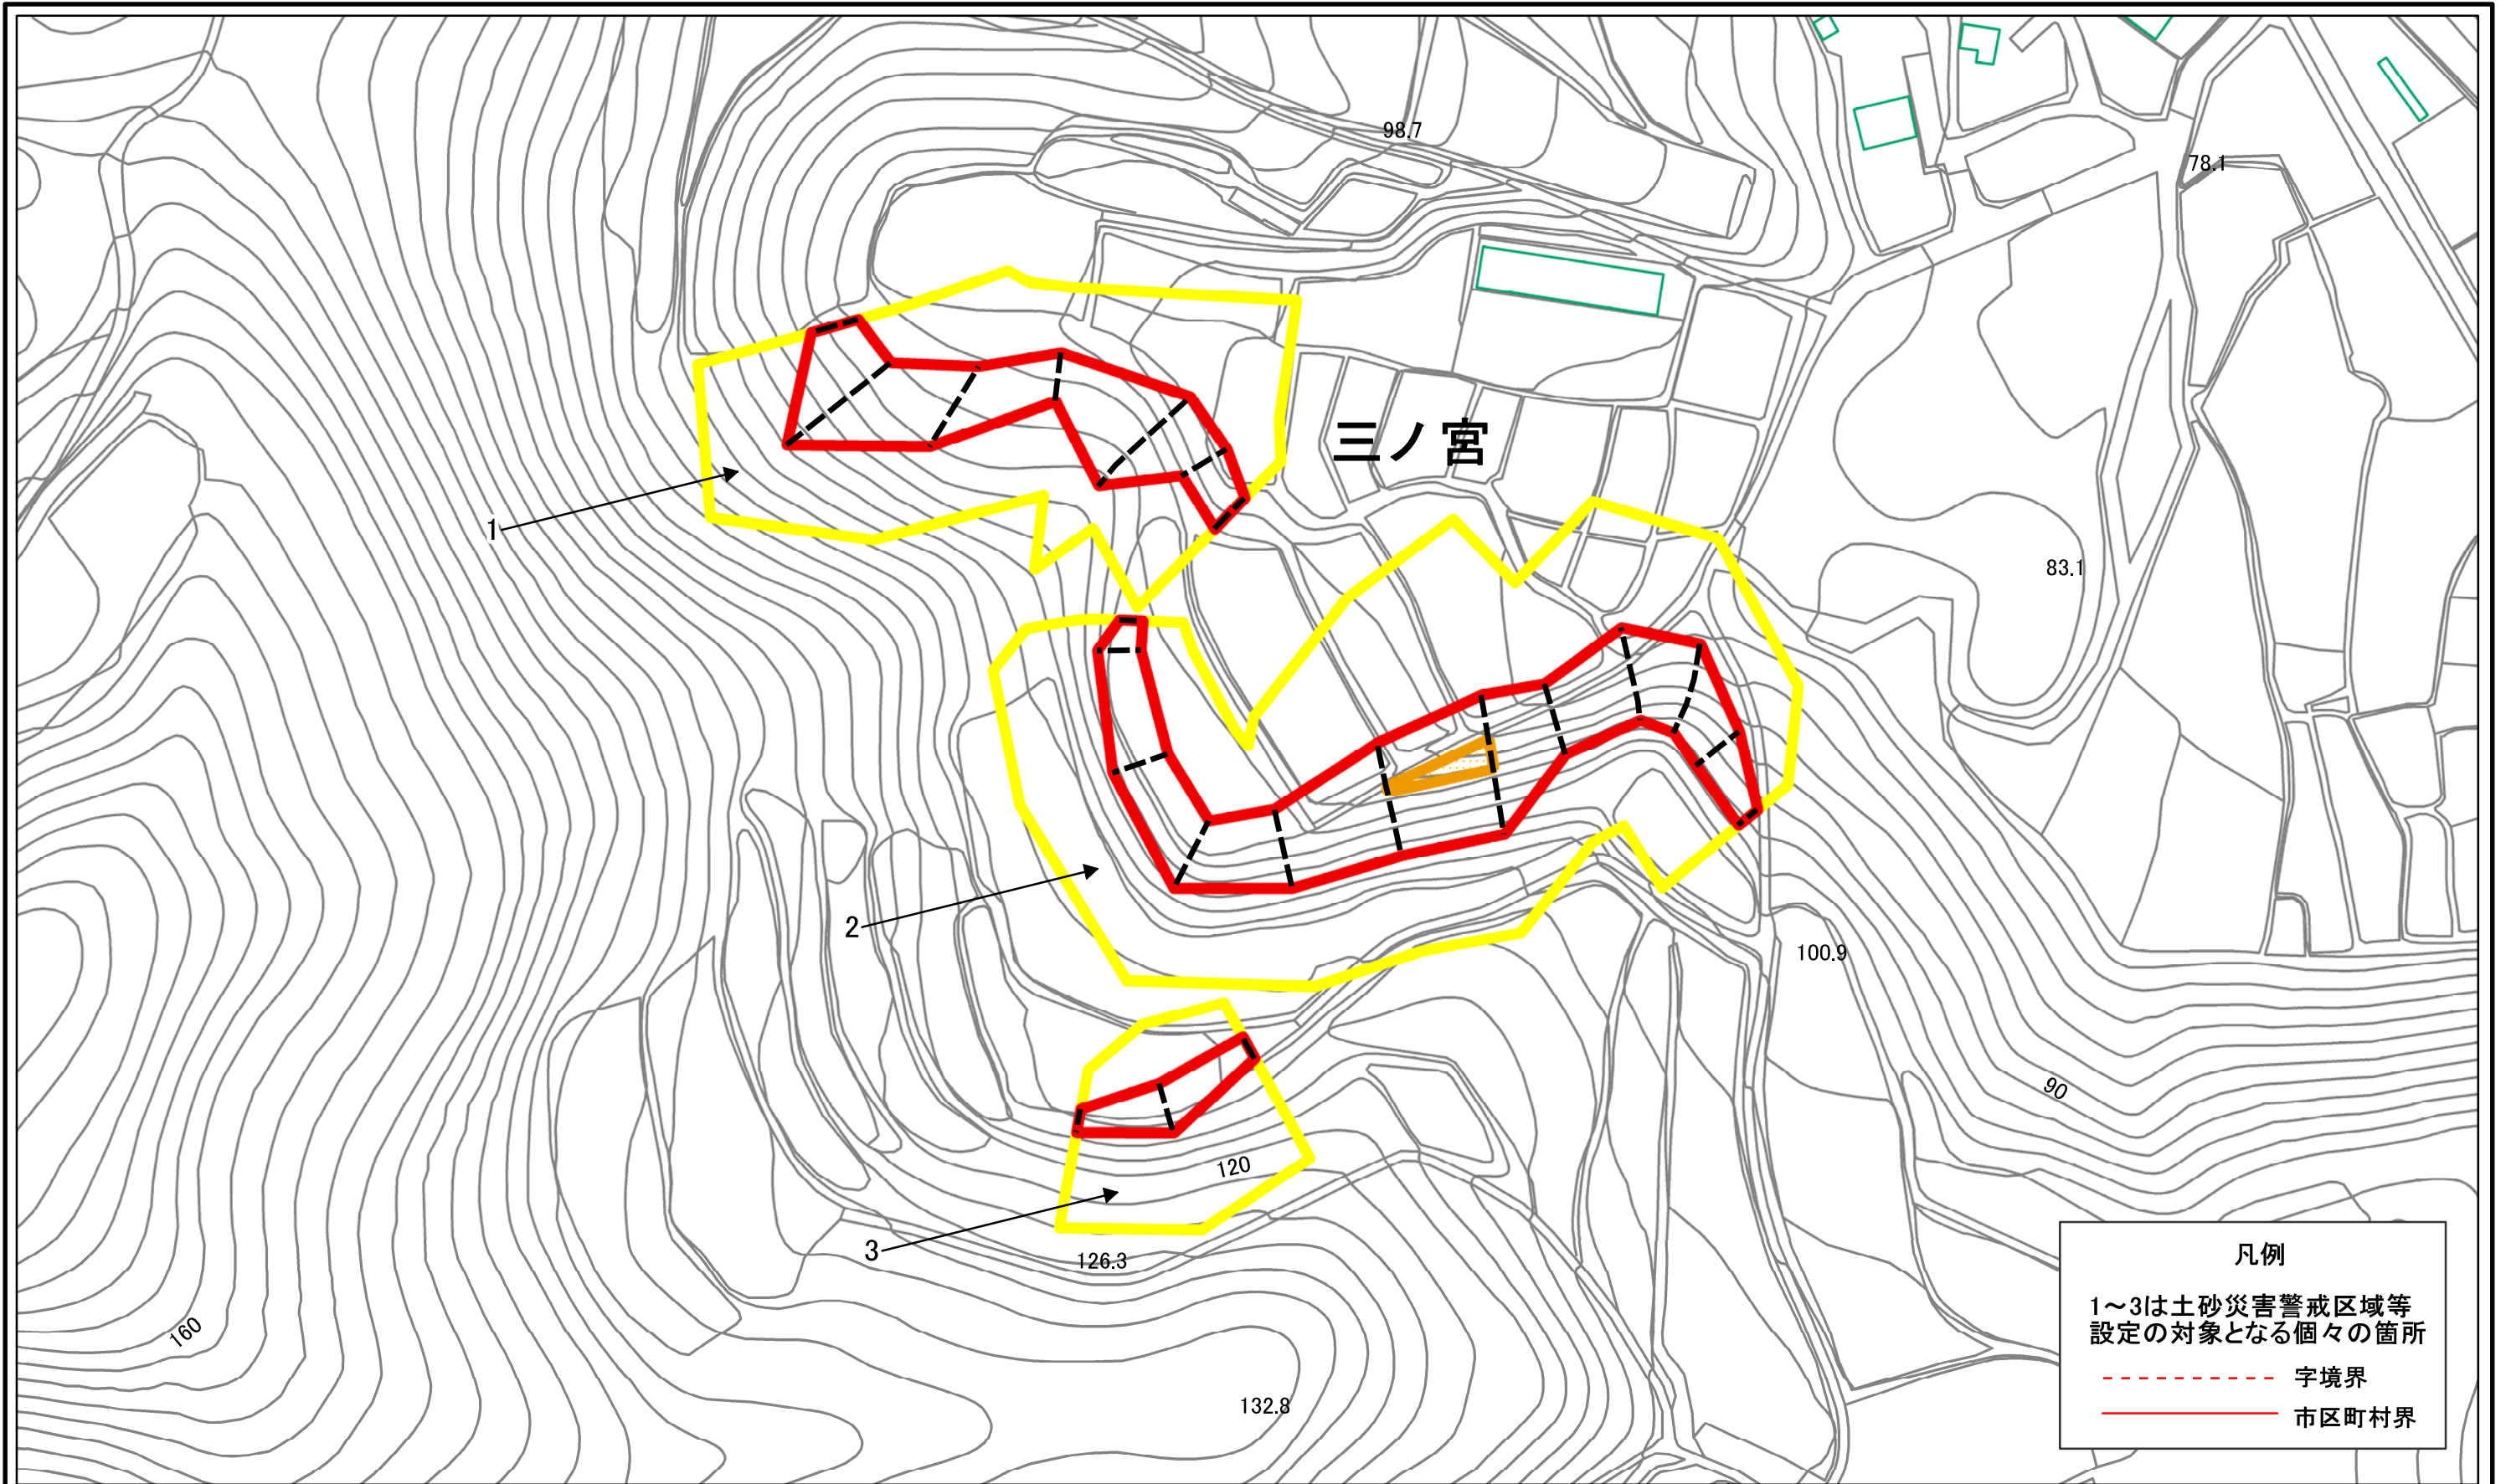 98.7
78.1
三ノ宮
1
83.1
2
100.9
90
120
3
126.3
160
132.8
凡例
1～3は土砂災害警戒区域等
設定の対象となる個々の箇所
字境界
市区町村界